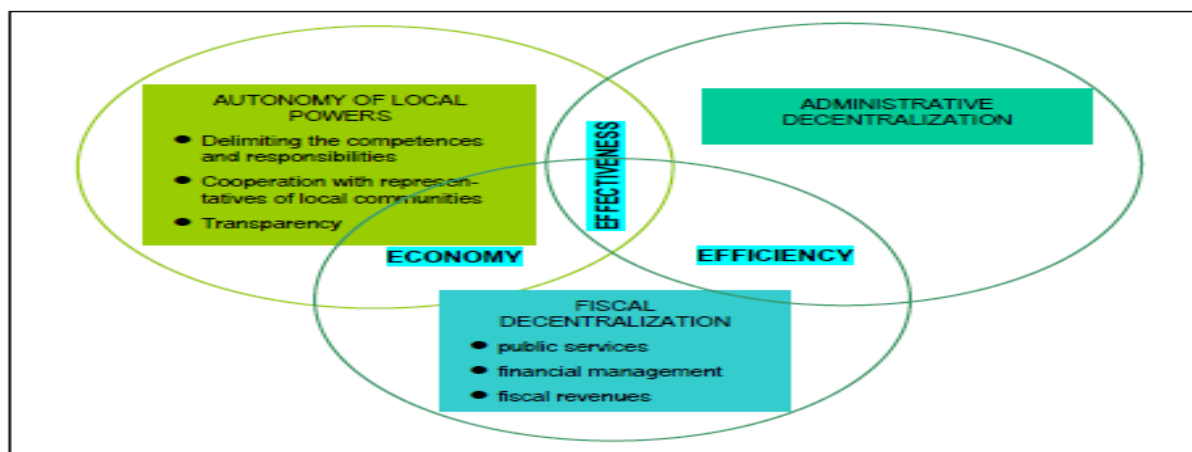 AUTONOMY OF LOCAL
POWERS
● Delimiting the competences
and responsibilities
● Cooperation with represen-
tatives of local communities
● Transparency
ADMINISTRATIVE
DECENTRALIZATION
EFFECTIVENESS
ECONOMY
EFFICIENCY
FISCAL
DECENTRALIZATION
● public services
● financial management
● fiscal revenues